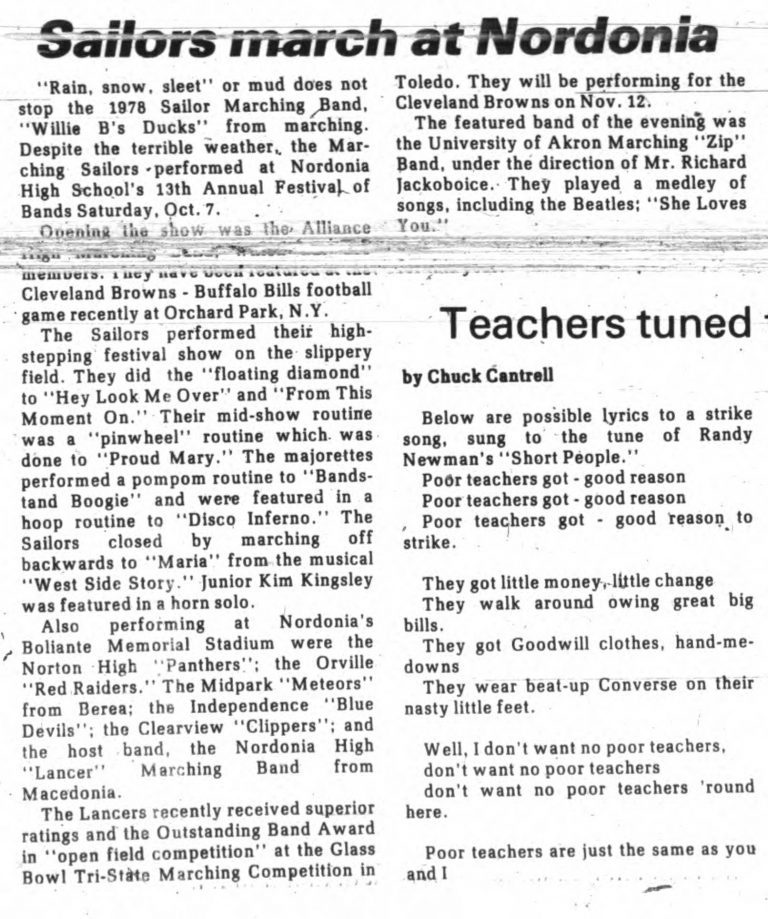 Sailors march at Nordonia
"Rain, snow, sleet" or mud does not
stop the 1978 Sailor Marching Band,
"Willie B's Ducks" from marching.
Despite the terrible weather, the Mar-
ching Sailors performed at Nordonia
High School's 13th Annual Festival of
Bands Saturday, Oct. 7.
Opening the show was the Alliance
High Marching
members. They have been featured at the
Cleveland Browns - Buffalo Bills football
game recently at Orchard Park, N.Y.
The Sailors performed their high-
stepping festival show on the slippery
field. They did the "floating diamond"
to "Hey Look Me Over" and "From This
Moment On." Their mid-show routine
was a "pinwheel" routine which was
done to "Proud Mary." The majorettes
performed a pompom routine to "Bands-
tand Boogie" and were featured in a
hoop routine to "Disco Inferno." The
Sailors closed by marching off
backwards to "Maria" from the musical
"West Side Story." Junior Kim Kingsley
was featured in a horn solo.
Also performing at Nordonia's
Boliante Memorial Stadium were the
Norton High "Panthers"; the Orville
"Red Raiders." The Midpark "Meteors"
from Berea; the Independence "Blue
Devils"; the Clearview "Clippers"; and
the host band, the Nordonia High
"Lancer" Marching Band from
Macedonia.
The Lancers recently received superior
ratings and the Outstanding Band Award
in "open field competition" at the Glass
Bowl Tri-State Marching Competition in
Toledo. They will be performing for the
Cleveland Browns on Nov. 12.
The featured band of the evening was
the University of Akron Marching "Zip"
Band, under the direction of Mr. Richard
Jackoboice. They played a medley of
songs, including the Beatles; "She Loves
You."
Teachers tuned
by Chuck Cantrell
Below are possible lyrics to a strike
song, sung to the tune of Randy
Newman's "Short People."
Poor teachers got - good reason
Poor teachers got - good reason
Poor teachers got - good reason to
strike.
They got little money, little change
They walk around owing great big
bills.
They got Goodwill clothes, hand-me-
downs
They wear beat-up Converse on their
nasty little feet.
Well, I don't want no poor teachers,
don't want no poor teachers
don't want no poor teachers 'round
here.
Poor teachers are just the same as you
and I